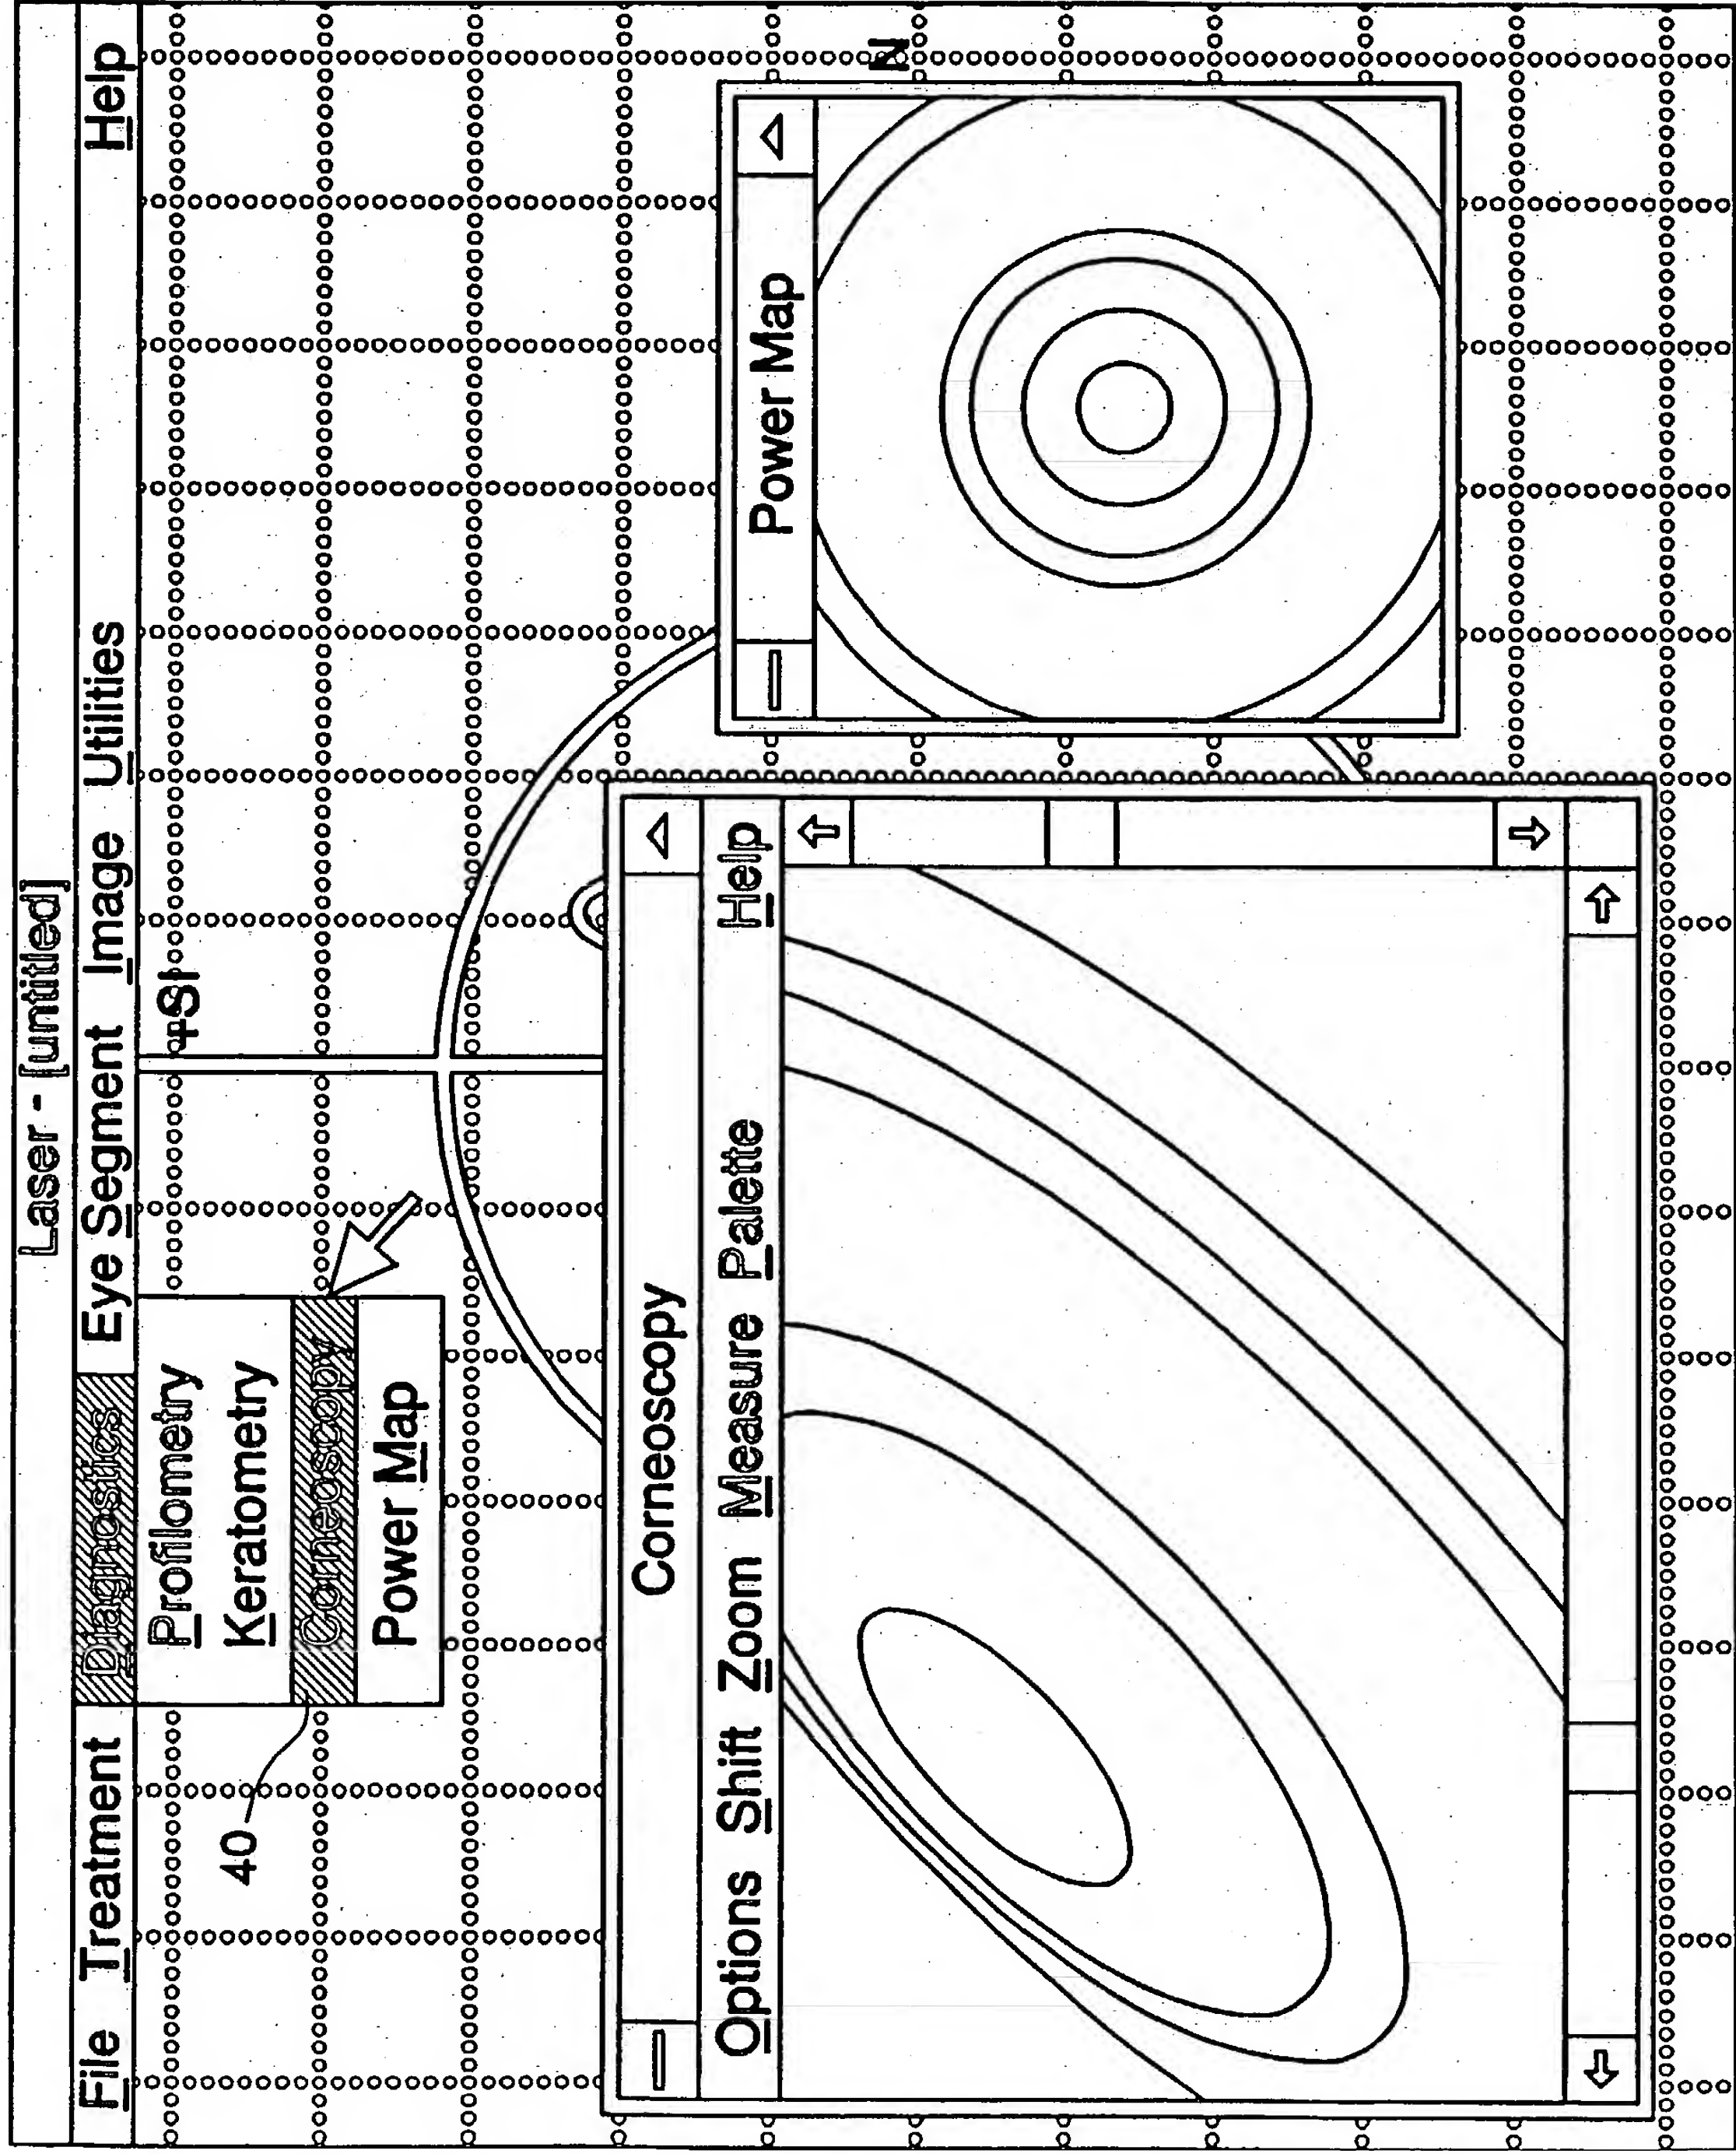 Laser - [untitled]
File Treatment Diagnostics Eye Segment Image Utilities Help
Profilometry
Keratometry
Corneoscopy
Power Map
40
+SI
N
Corneoscopy
Options Shift Zoom Measure Palette Help
Power Map